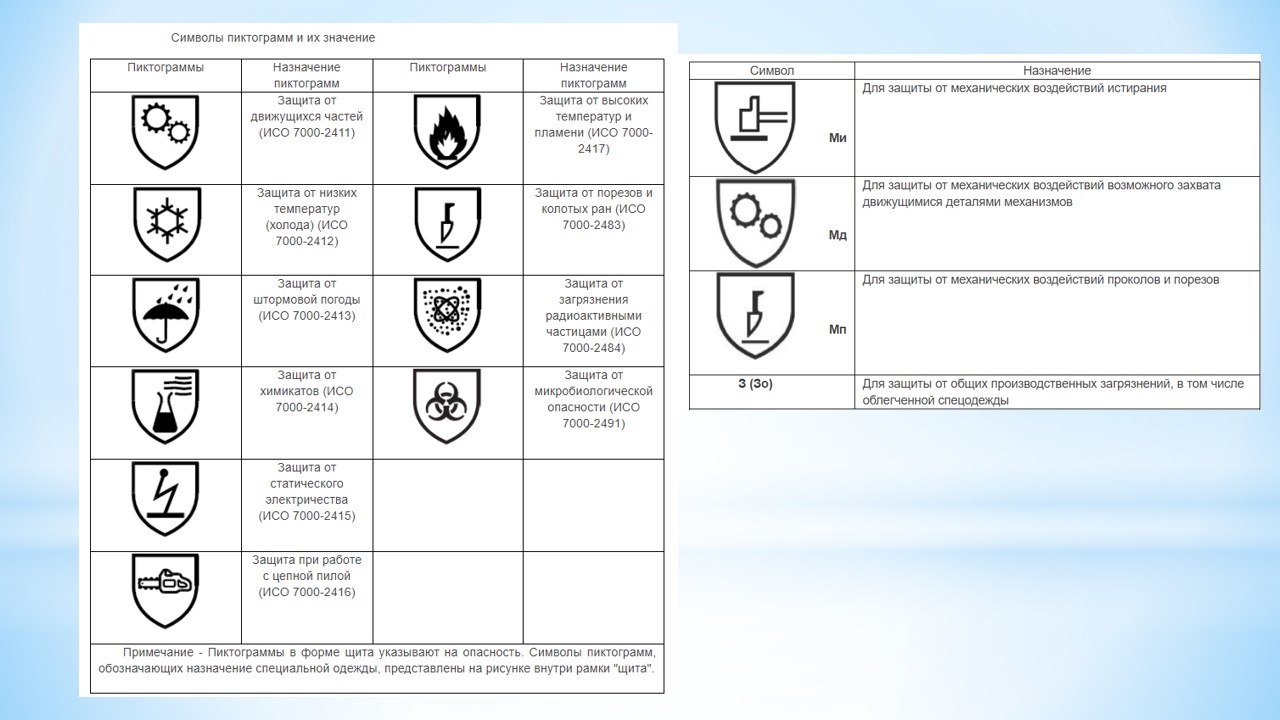 Символы пиктограмм и их значение
Пиктограммы
Назначение
пиктограмм
Пиктограммы
Назначение
пиктограмм
Защита от
движущихся частей
(ИСО 7000-2411)
Защита от высоких
температур и
пламени (ИСО 7000-
2417)
Защита от низких
температур
(холода) (ИСО
7000-2412)
Защита от порезов и
колотых ран (ИСО
7000-2483)
Защита от
штормовой погоды
(ИСО 7000-2413)
Защита от
загрязнения
радиоактивными
частицами (ИСО
7000-2484)
Защита от
химикатов (ИСО
7000-2414)
Защита от
микробиологической
опасности (ИСО
7000-2491)
Защита от
статического
электричества
(ИСО 7000-2415)
Защита при работе
с цепной пилой
(ИСО 7000-2416)
Примечание - Пиктограммы в форме щита указывают на опасность. Символы пиктограмм,
обозначающих назначение специальной одежды, представлены на рисунке внутри рамки "щита".
Символ
Назначение
Ми
Для защиты от механических воздействий истирания
Мд
Для защиты от механических воздействий возможного захвата
движущимися деталями механизмов
Мп
Для защиты от механических воздействий проколов и порезов
З (Зо)
Для защиты от общих производственных загрязнений, в том числе
облегченной спецодежды